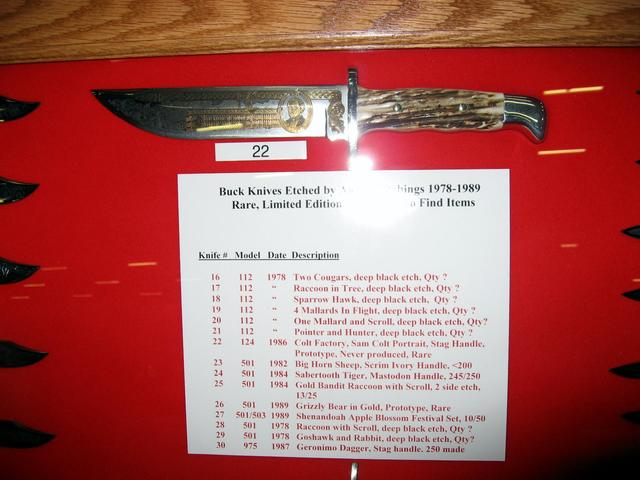 22
Buck Knives Etched by 1978-1989
Rare, Limited Edition Find Items
Knife # Model Date Description
16 112 1978 Two Cougars, deep black etch, Qty ?
17 112 " Raccoon in Tree, deep black etch, Qty ?
18 112 " Sparrow Hawk, deep black etch, Qty ?
19 112 " 4 Mallards In Flight, deep black etch, Qty ?
20 112 " One Mallard and Scroll, deep black etch, Qty?
21 112 " Pointer and Hunter, deep black etch, Qty ?
22 124 1986 Colt Factory, Sam Colt Portrait, Stag Handle,
Prototype, Never produced, Rare
23 501 1982 Big Horn Sheep, Scrim Ivory Handle, <200
24 501 1984 Sabertooth Tiger, Mastodon Handle, 245/250
25 501 1984 Gold Bandit Raccoon with Scroll, 2 side etch,
13/25
26 501 1989 Grizzly Bear in Gold, Prototype, Rare
27 501/503 1989 Shenandoah Apple Blossom Festival Set, 10/50
28 501 1978 Raccoon with Scroll, deep black etch, Qty ?
29 501 1978 Goshawk and Rabbit, deep black etch, Qty?
30 975 1987 Geronimo Dagger, Stag handle. 250 made